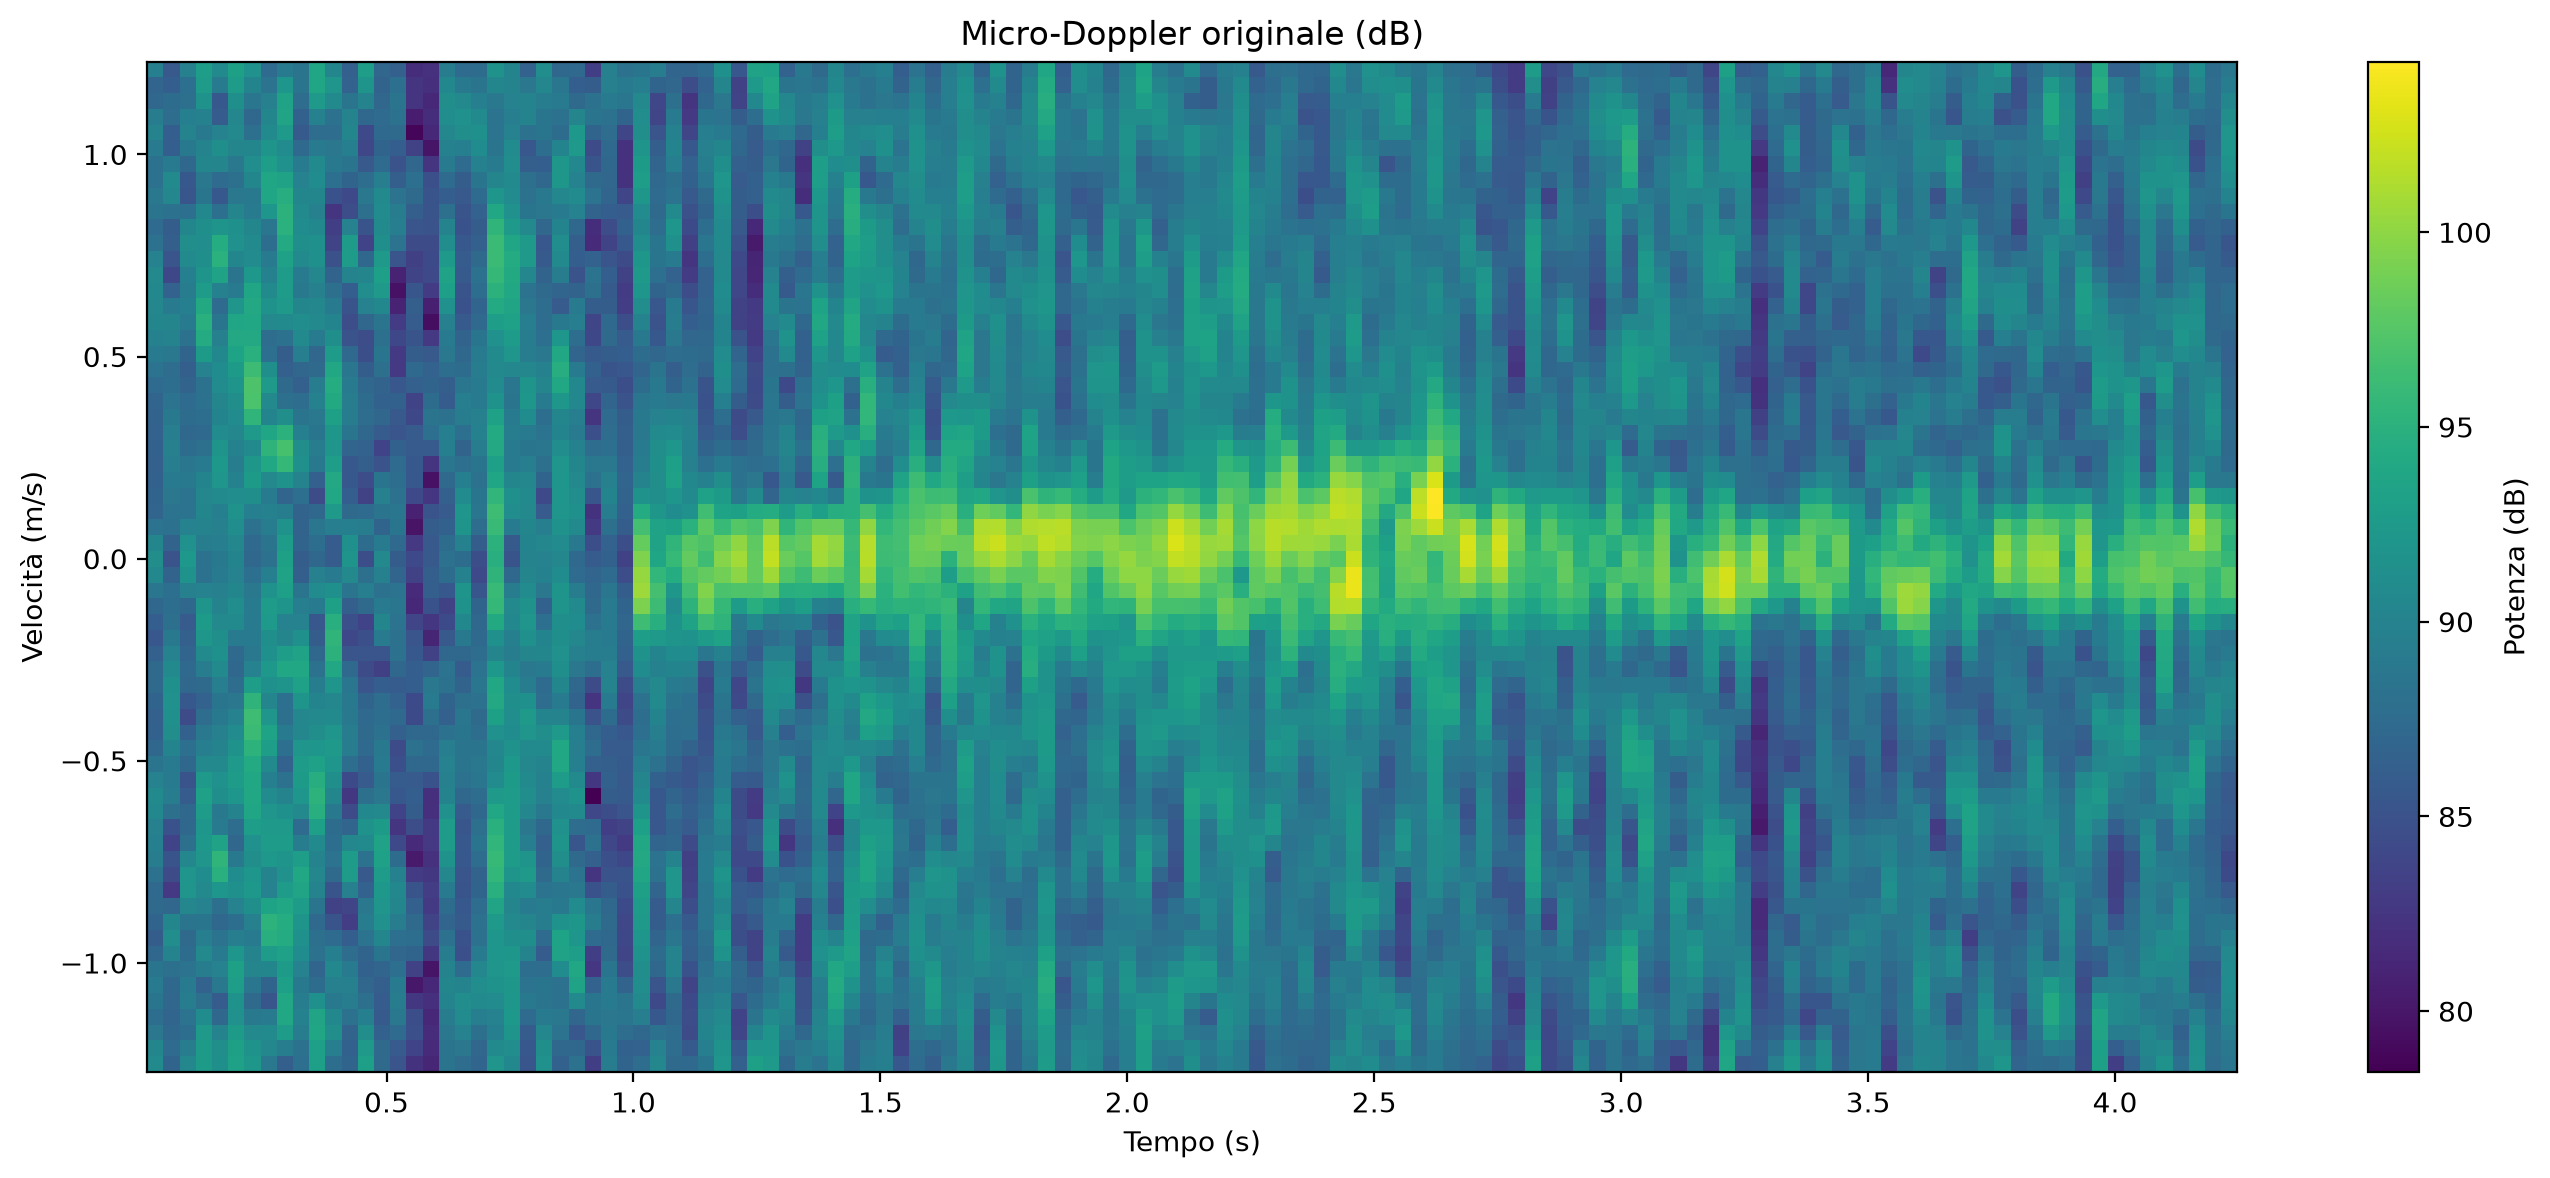 Micro-Doppler originale (dB)
1.0
0.5
0.0
−0.5
−1.0
Velocità (m/s)
0.5 1.0 1.5 2.0 2.5 3.0 3.5 4.0
Tempo (s)
100
95
90
85
80
Potenza (dB)